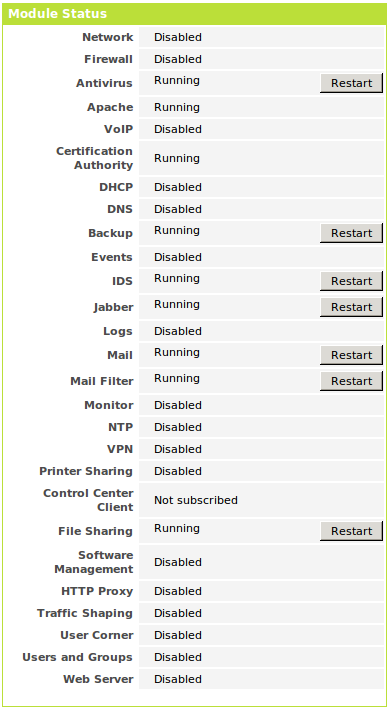 Module Status
Network Disabled
Firewall Disabled
Antivirus Running Restart
Apache Running
VoIP Disabled
Certification
Authority Running
DHCP Disabled
DNS Disabled
Backup Running Restart
Events Disabled
IDS Running Restart
Jabber Running Restart
Logs Disabled
Mail Running Restart
Mail Filter Running Restart
Monitor Disabled
NTP Disabled
VPN Disabled
Printer Sharing Disabled
Control Center
Client Not subscribed
File Sharing Running Restart
Software
Management Disabled
HTTP Proxy Disabled
Traffic Shaping Disabled
User Corner Disabled
Users and Groups Disabled
Web Server Disabled